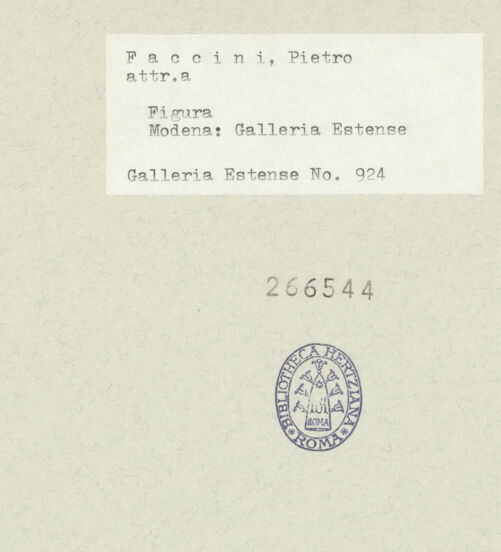 F a c c i n i, Pietro
attr.a
Figura
Modena: Galleria Estense
Galleria Estense No. 924
266544
BIBLIOTHECA HERTZIANA
ROMA
*ROMA*